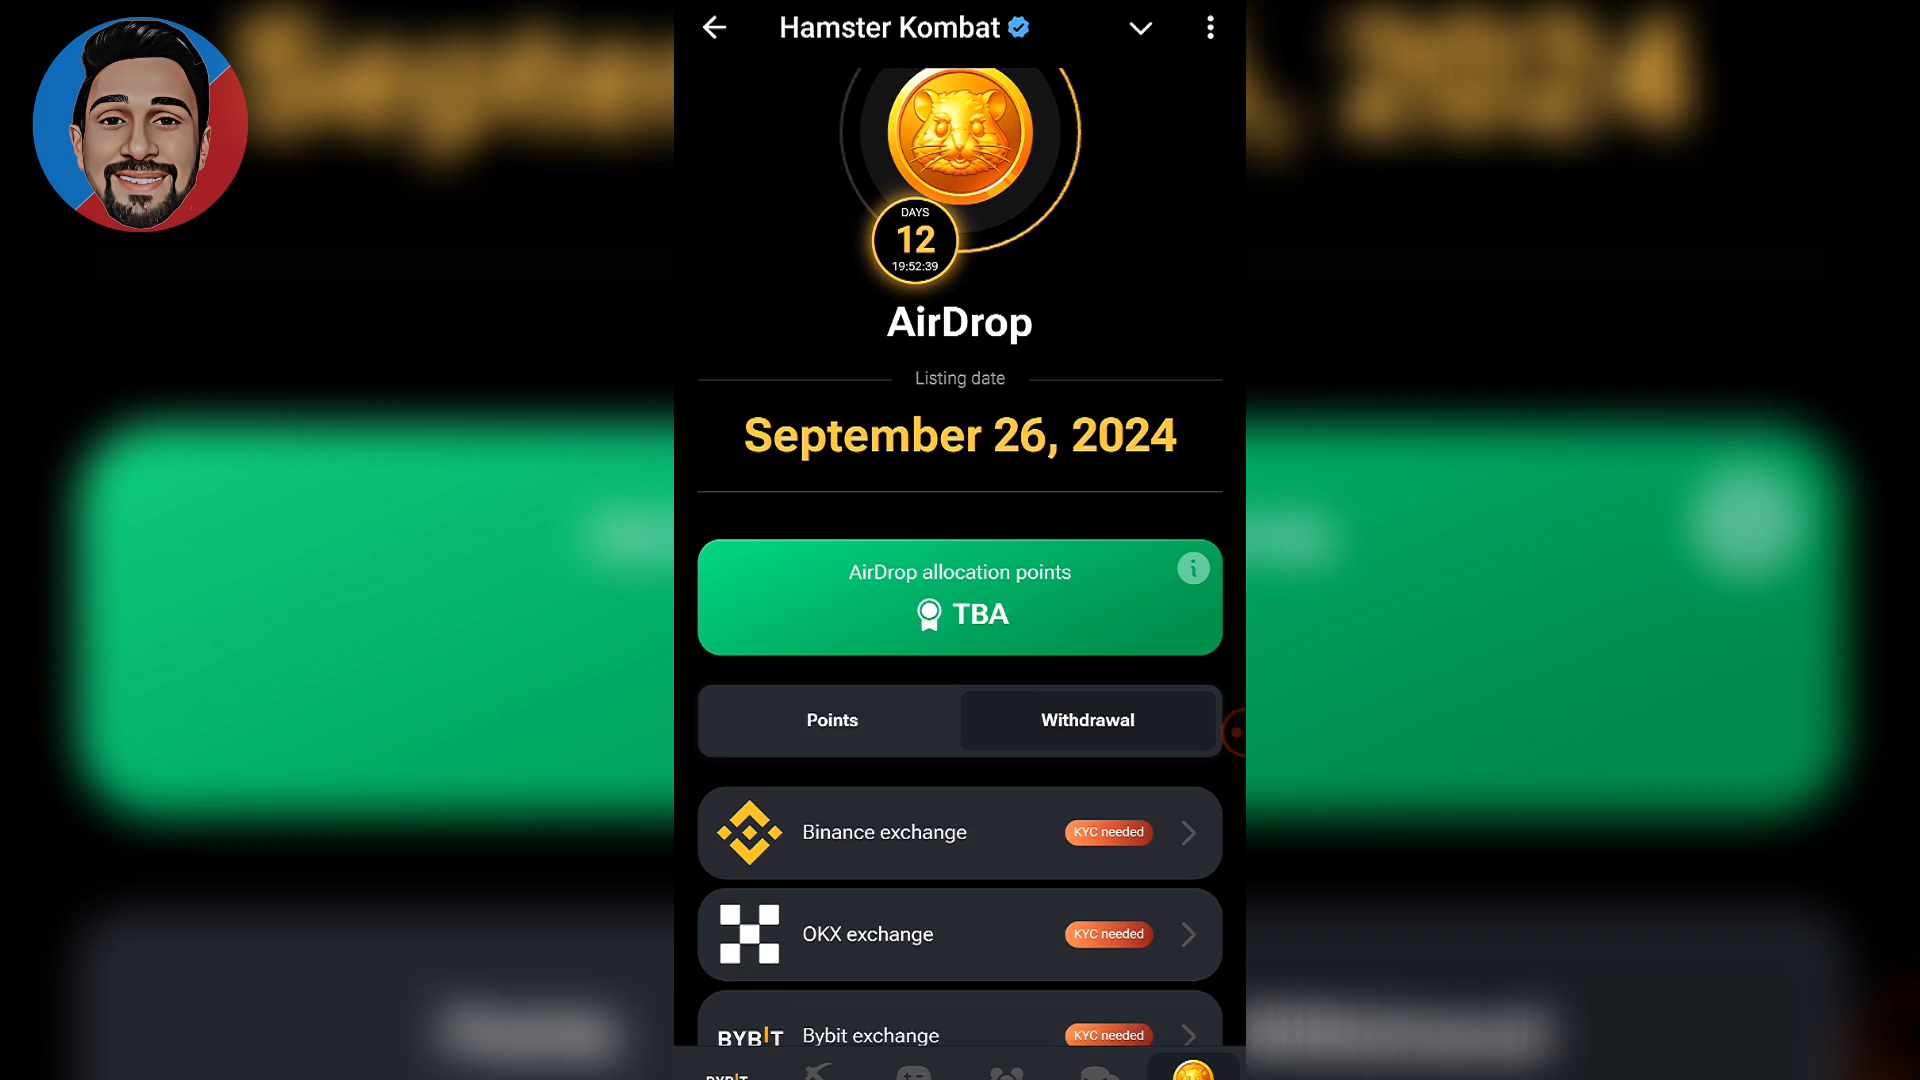 Hamster Kombat
DAYS
12
19:52:39
AirDrop
Listing date
September 26, 2024
AirDrop allocation points
TBA
Points
Withdrawal
Binance exchange
KYC needed
OKX exchange
KYC needed
BYBIT
Bybit exchange
KYC needed
BYBIT